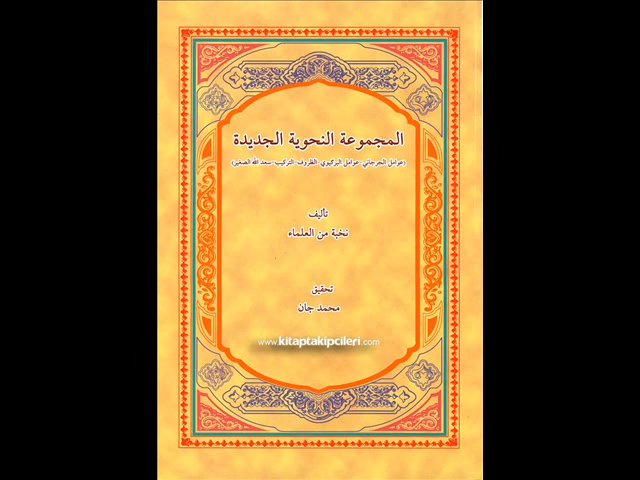 المجموعة النحوية الجديدة
(عوامل الجرجاني-عوامل البركوي-الظروف-التركيب-سعد الله الصغير)
تأليف
نخبة من العلماء
تحقيق
محمد جان
www.kitaptakipcileri.com